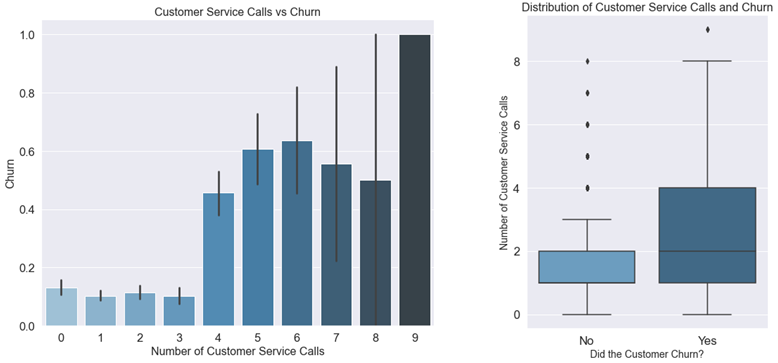 Customer Service Calls vs Churn
1.0
0.8
0.6
0.4
0.2
0.0
Churn
0 1 2 3 4 5 6 7 8 9
Number of Customer Service Calls
Distribution of Customer Service Calls and Churn
8
6
4
2
0
Number of Customer Service Calls
No Yes
Did the Customer Churn?